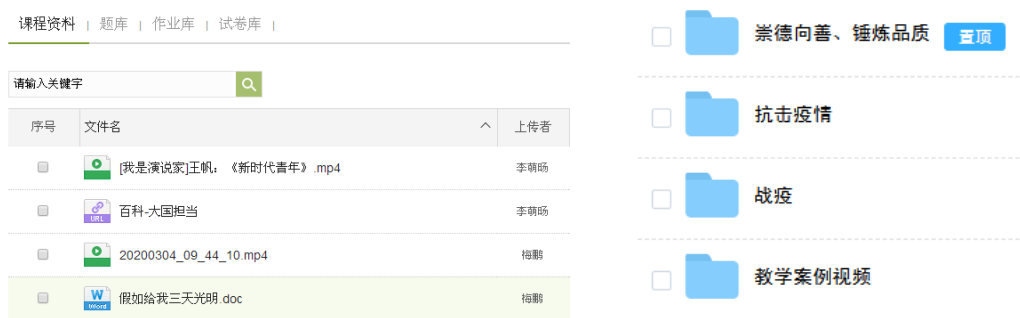 课程资料 | 题库 | 作业库 | 试卷库 |
请输入关键字
序号 文件名 上传者
[我是演说家]王帆：《新时代青年》.mp4 李萌旸
URL 百科-大国担当 李萌旸
20200304_09_44_10.mp4 梅鹏
W Word 假如给我三天光明.doc 梅鹏
崇德向善、锤炼品质 置顶
抗击疫情
战疫
教学案例视频